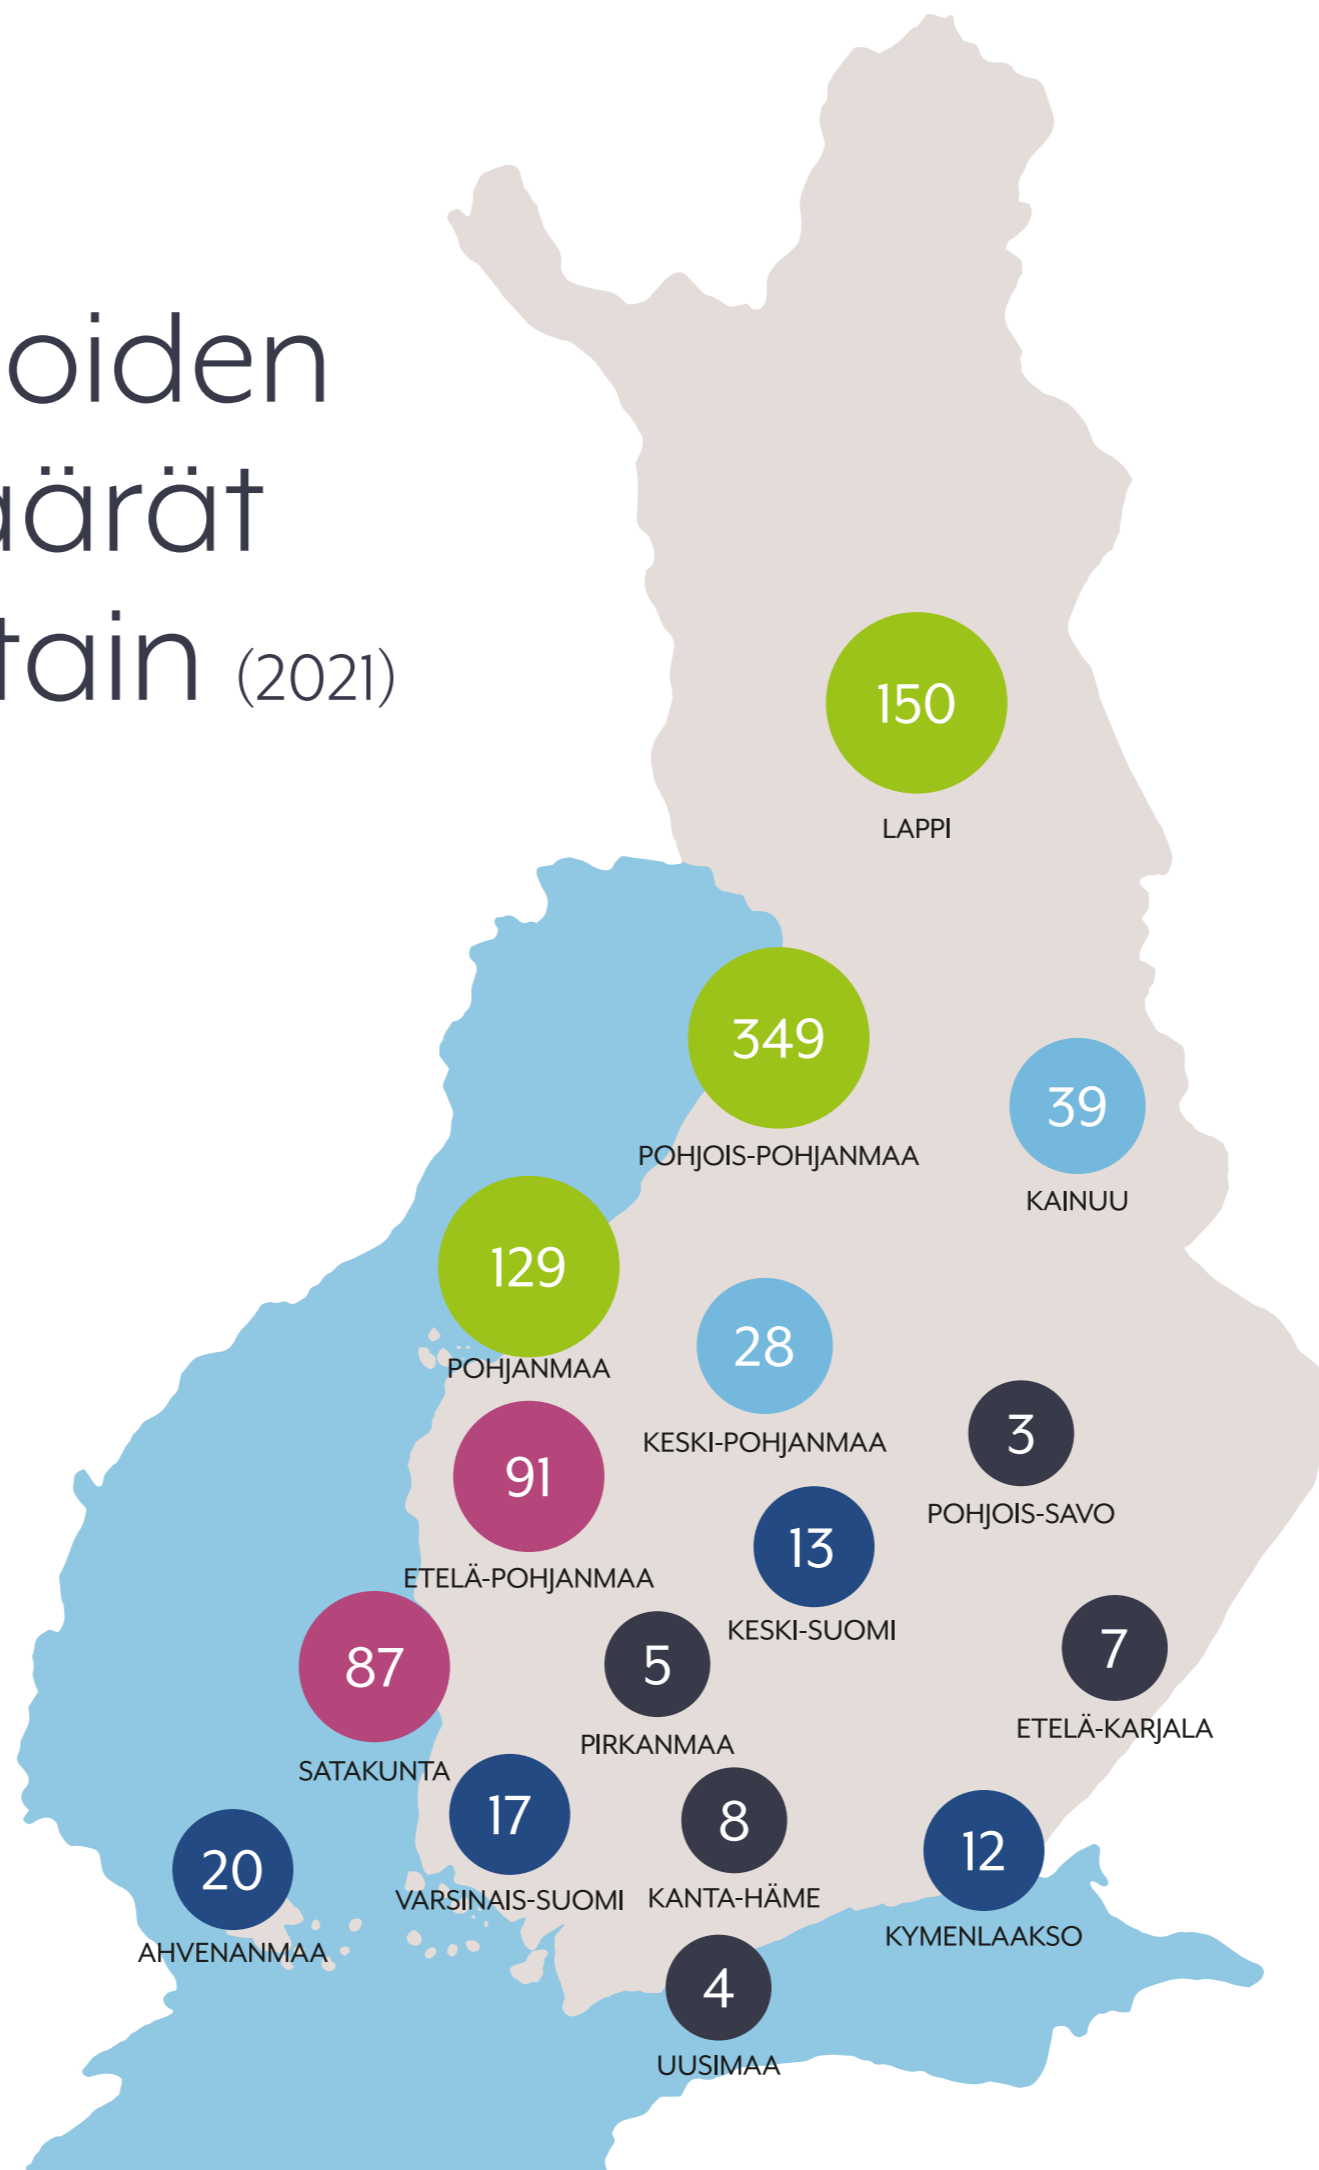 oiden
äärät
tain (2021)
150
LAPPI
349
POHJOIS-POHJANMAA
39
KAINUU
129
POHJANMAA
28
KESKI-POHJANMAA
3
POHJOIS-SAVO
91
ETELÄ-POHJANMAA
13
KESKI-SUOMI
87
SATAKUNTA
5
PIRKANMAA
7
ETELÄ-KARJALA
17
VARSINAIS-SUOMI
8
KANTA-HÄME
12
KYMENLAAKSO
20
AHVENANMAA
4
UUSIMAA